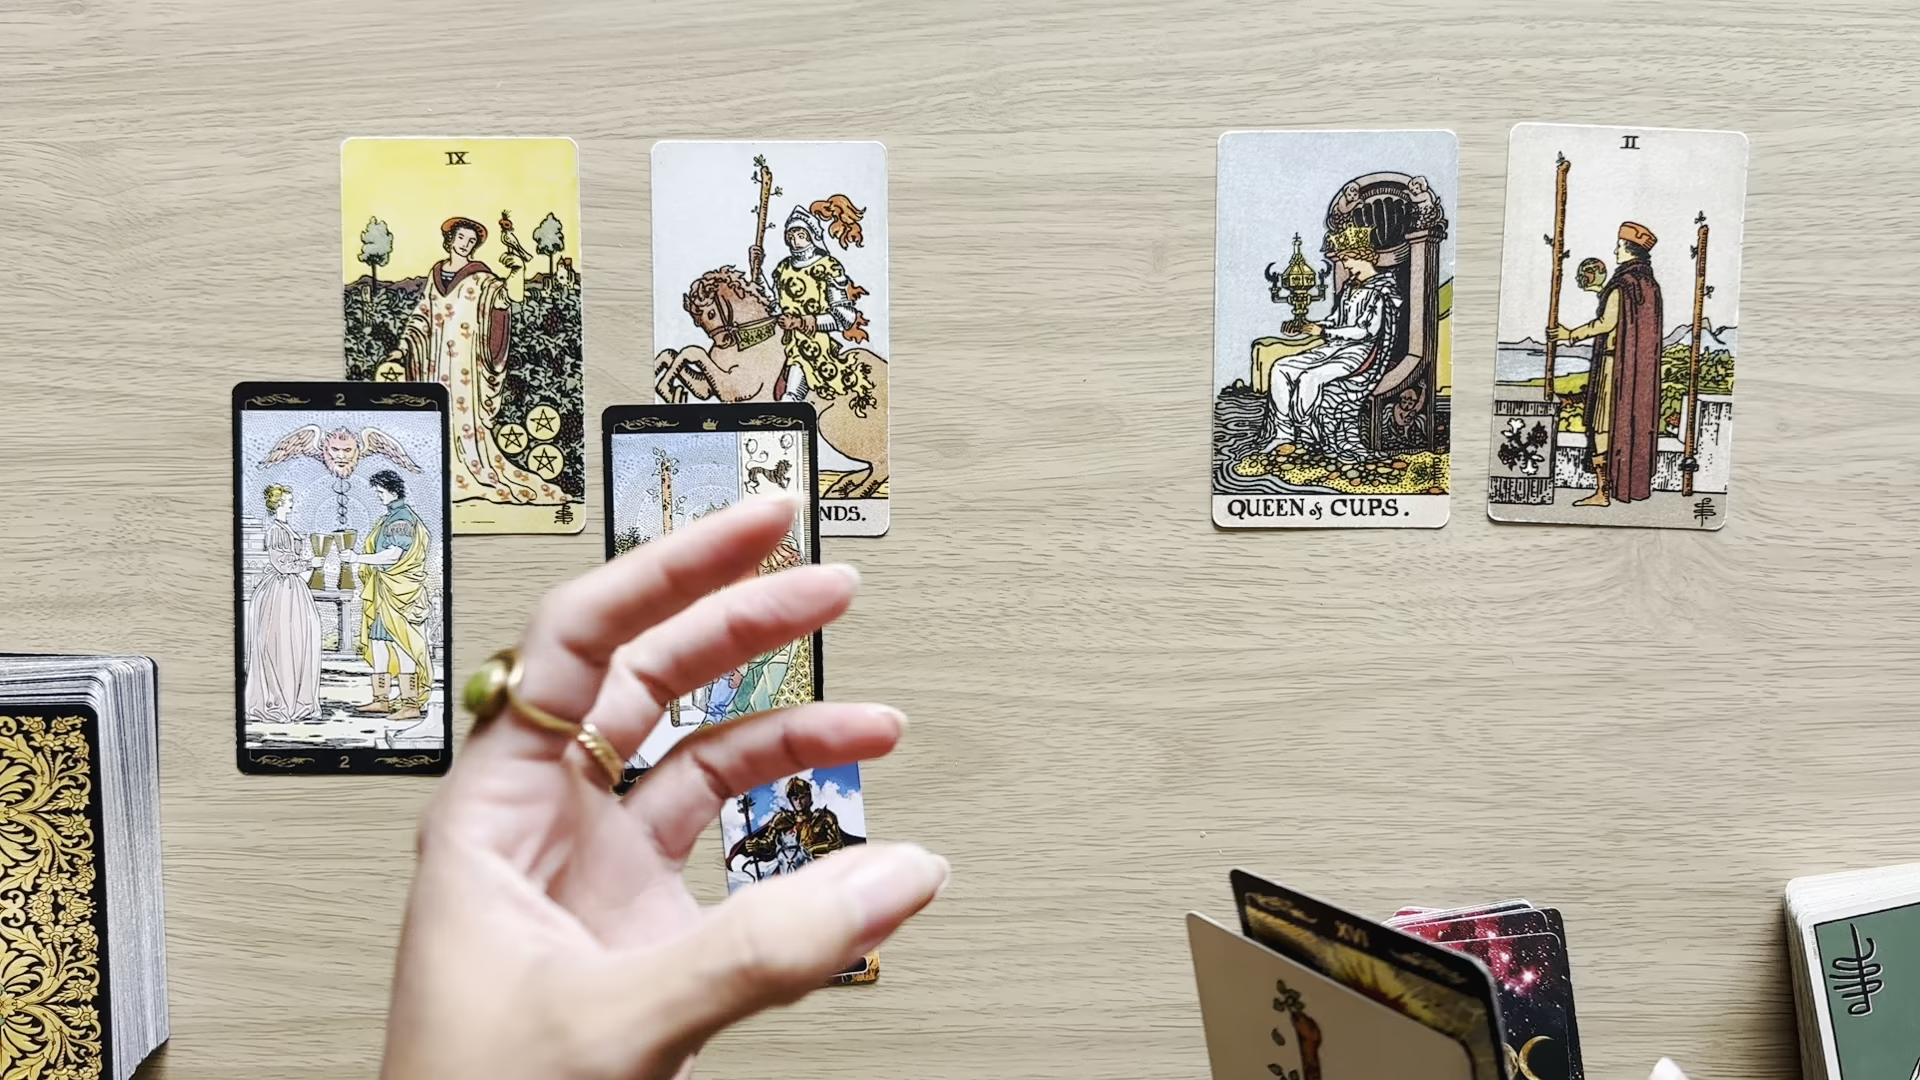 IX
II
QUEEN of CUPS.
NDS.
2
2
XVI